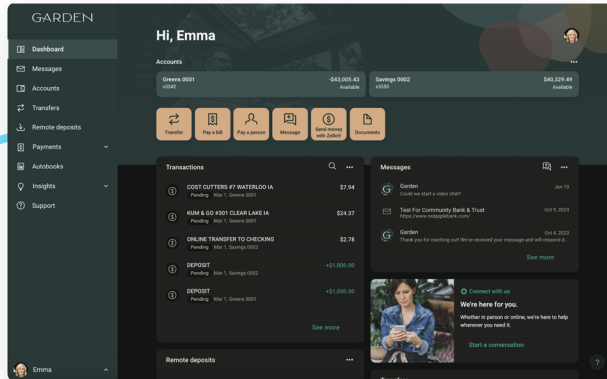 GARDEN
Dashboard
Messages
Accounts
Transfers
Remote deposits
Payments
Autobooks
Insights
Support
Emma
Hi, Emma
Accounts
Greens 0001
x5542
-$43,005.43
Available
Savings 0002
x5550
$40,329.49
Available
Transfer
Pay a bill
Pay a person
Message
Send money
with Zelle®
Documents
Transactions
COST CUTTERS #7 WATERLOO IA
$7.94
Pending Mar 1, Greens 0001
KUM & GO #301 CLEAR LAKE IA
$24.37
Pending Mar 1, Greens 0001
ONLINE TRANSFER TO CHECKING
$2.78
Pending Mar 1, Savings 0002
DEPOSIT
+$1,000.00
Pending Mar 1, Savings 0002
DEPOSIT
+$1,000.00
Pending Mar 1, Greens 0001
See more
Remote deposits
Messages
Garden
Jan 10
Could we start a video chat?
Test For Community Bank & Trust
Oct 9, 2023
https://www.redapplebank.com/
Garden
Oct 4, 2023
Thank you for reaching out! We've received your message and will respond d...
See more
Connect with us
We're here for you.
Whether in person or online, we're here to help
whenever you need it.
Start a conversation
?